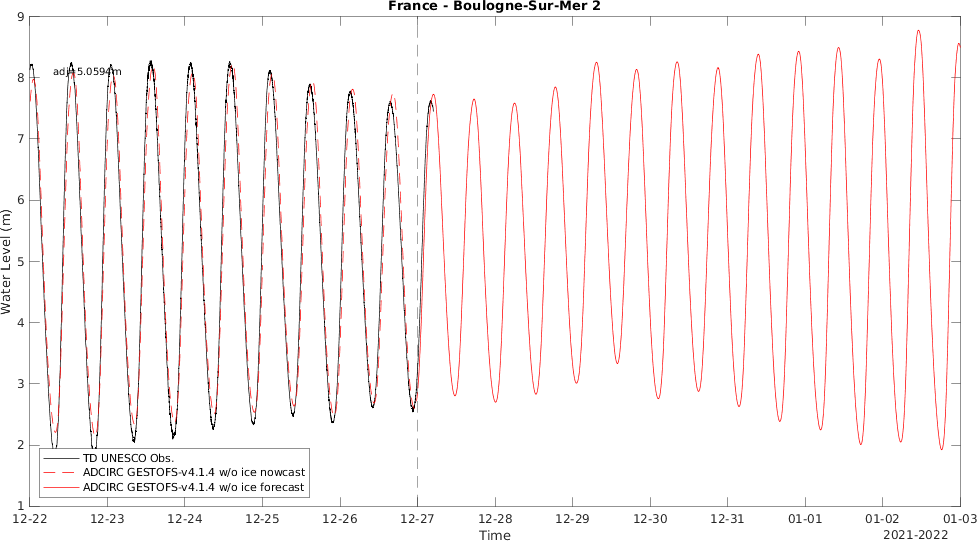 France - Boulogne-Sur-Mer 2
9
8
7
6
5
4
3
2
1
Water Level (m)
adj=5.0594m
TD UNESCO Obs.
ADCIRC GESTOFS-v4.1.4 w/o ice nowcast
ADCIRC GESTOFS-v4.1.4 w/o ice forecast
12-22 12-23 12-24 12-25 12-26 12-27 12-28 12-29 12-30 12-31 01-01 01-02 01-03
Time
2021-2022